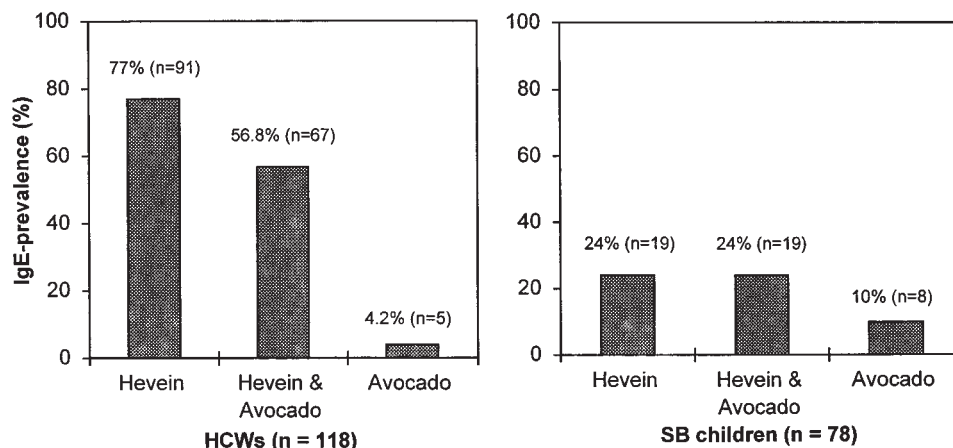 IgE-prevalence (%)
100
80
60
40
20
0
77% (n=91)
56.8% (n=67)
4.2% (n=5)
Hevein
Hevein &
Avocado
Avocado
HCWs (n = 118)
100
80
60
40
20
0
24% (n=19)
24% (n=19)
10% (n=8)
Hevein
Hevein &
Avocado
Avocado
SB children (n = 78)